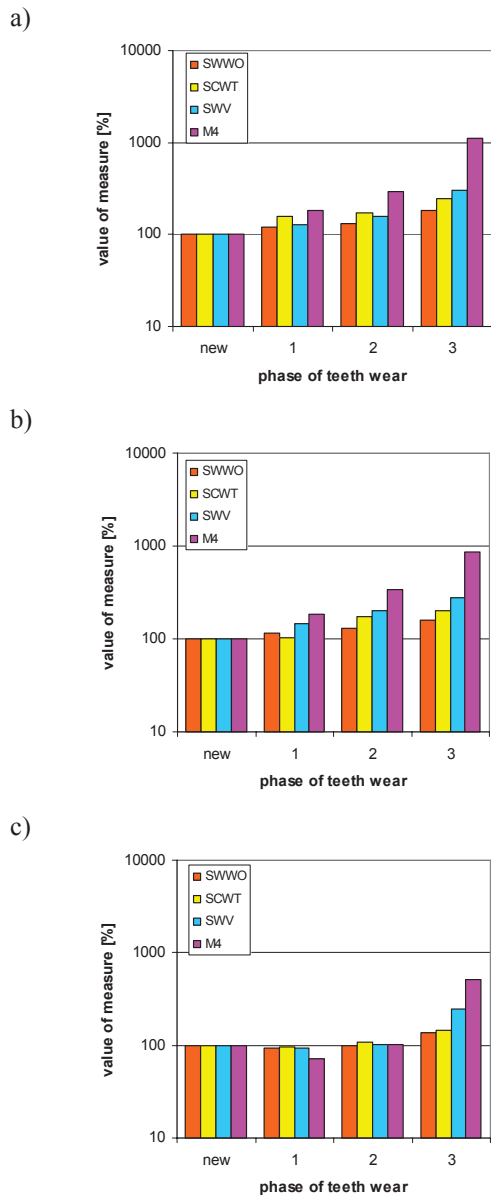 a)
10000
SWWO
SCWT
SWV
M4
1000
100
10
value of measure [%]
new 1 2 3
phase of teeth wear
b)
10000
SWWO
SCWT
SWV
M4
1000
100
10
value of measure [%]
new 1 2 3
phase of teeth wear
c)
10000
SWWO
SCWT
SWV
M4
1000
100
10
value of measure [%]
new 1 2 3
phase of teeth wear